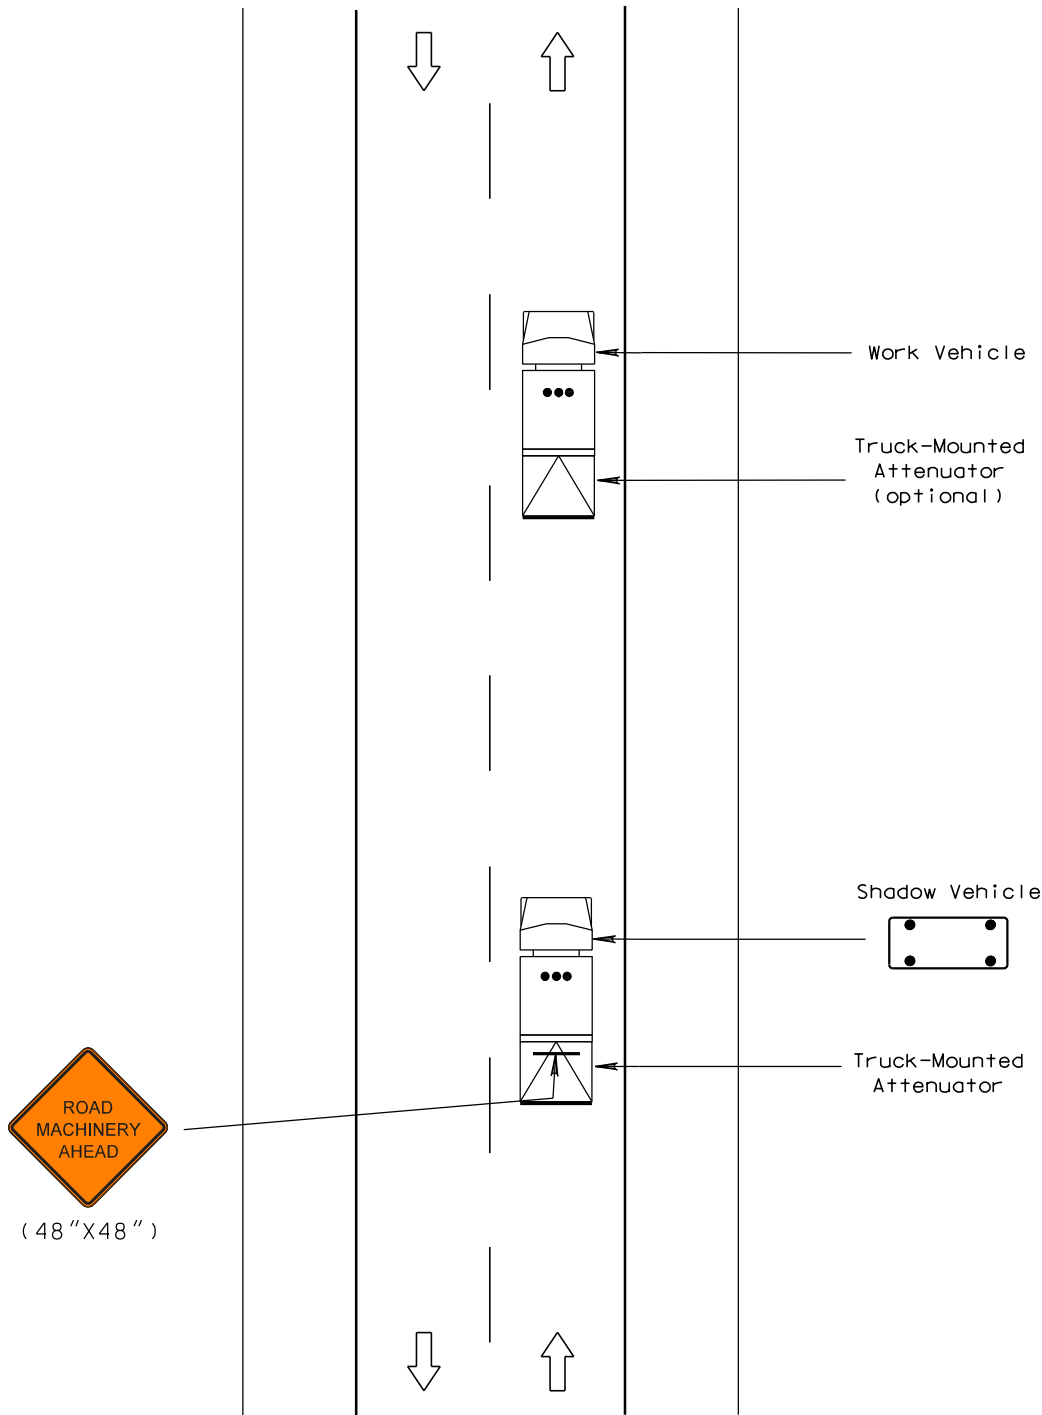 Work Vehicle
Truck-Mounted
Attenuator
(optional)
Shadow Vehicle
Truck-Mounted
Attenuator
ROAD
MACHINERY
AHEAD
(48"X48")